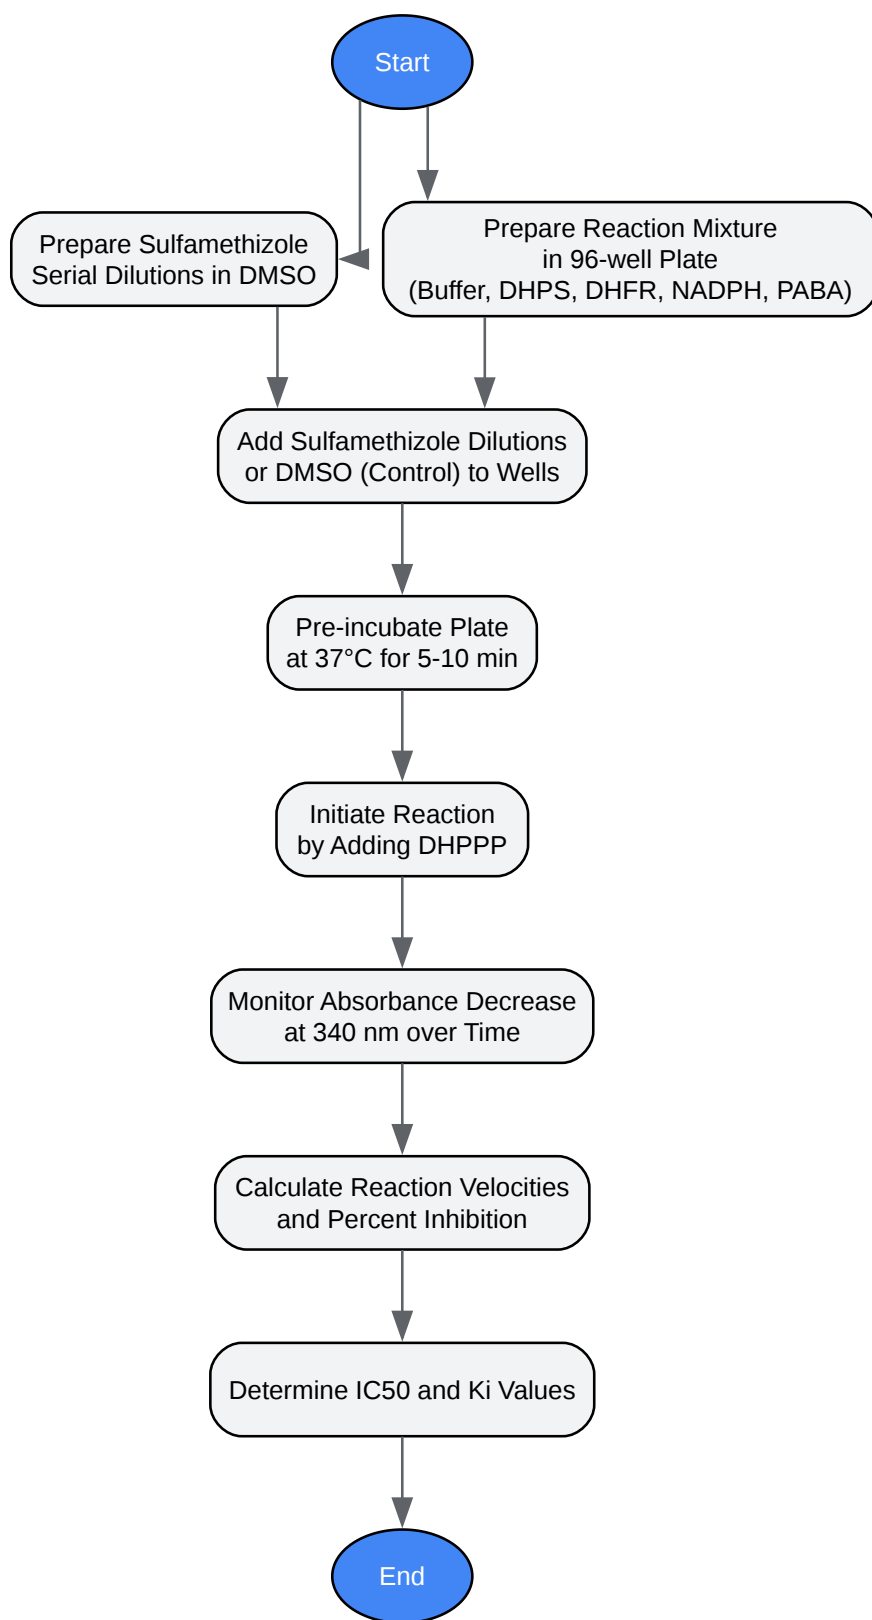 Start
Prepare Sulfamethizole
Serial Dilutions in DMSO
Prepare Reaction Mixture
in 96-well Plate
(Buffer, DHPS, DHFR, NADPH, PABA)
Add Sulfamethizole Dilutions
or DMSO (Control) to Wells
Pre-incubate Plate
at 37°C for 5-10 min
Initiate Reaction
by Adding DHPPP
Monitor Absorbance Decrease
at 340 nm over Time
Calculate Reaction Velocities
and Percent Inhibition
Determine IC50 and Ki Values
End